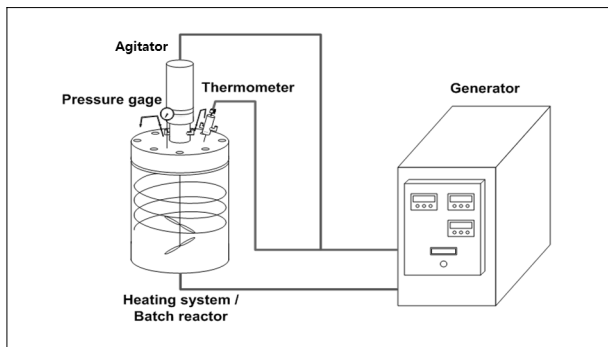 Agitator
Thermometer
Pressure gage
Generator
Heating system /
Batch reactor